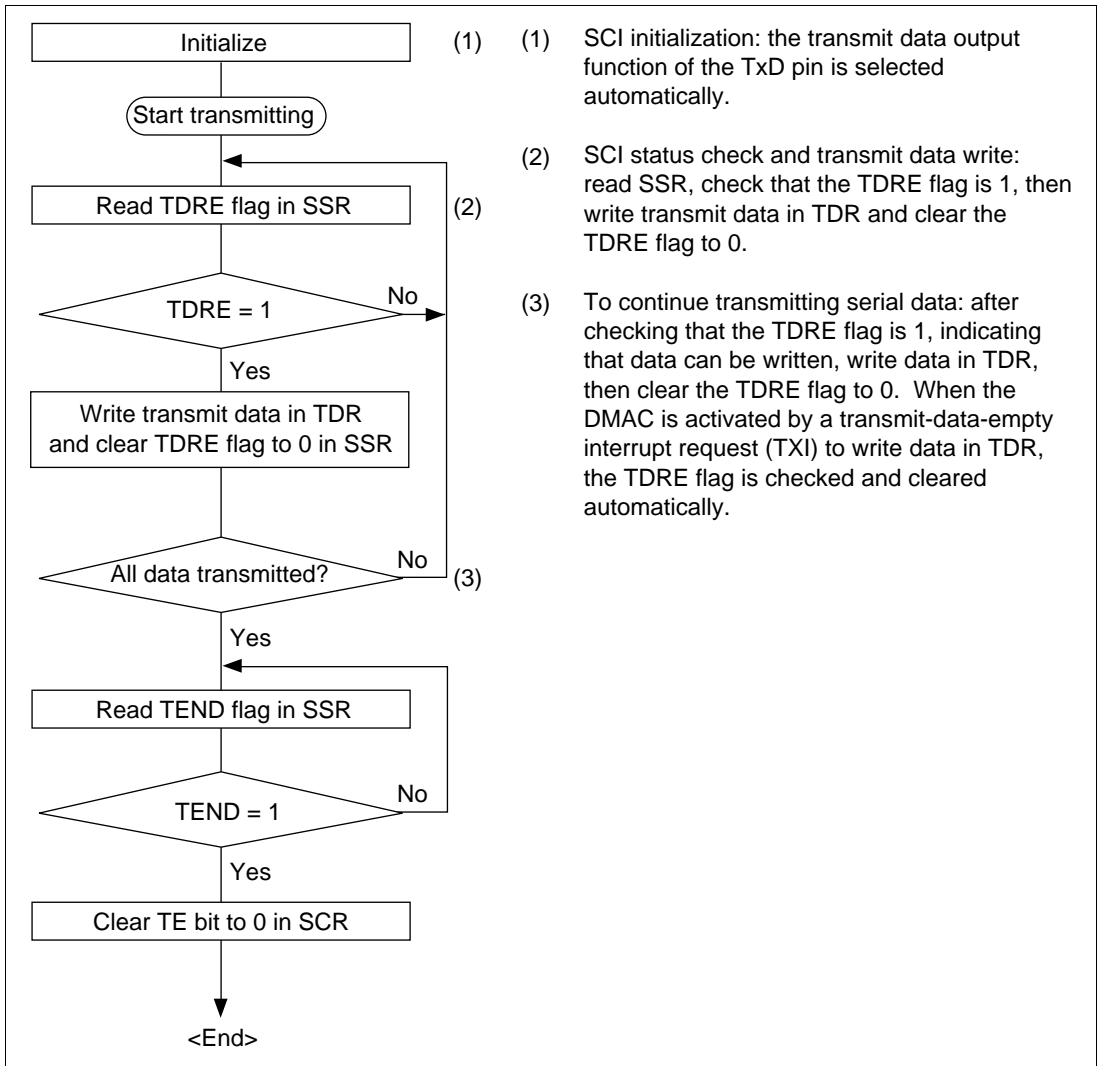 Initialize
(1)
Start transmitting
Read TDRE flag in SSR
(2)
TDRE = 1
No
Yes
Write transmit data in TDR
and clear TDRE flag to 0 in SSR
All data transmitted?
No
(3)
Yes
Read TEND flag in SSR
TEND = 1
No
Yes
Clear TE bit to 0 in SCR
<End>
(1) SCI initialization: the transmit data output
function of the TxD pin is selected
automatically.
(2) SCI status check and transmit data write:
read SSR, check that the TDRE flag is 1, then
write transmit data in TDR and clear the
TDRE flag to 0.
(3) To continue transmitting serial data: after
checking that the TDRE flag is 1, indicating
that data can be written, write data in TDR,
then clear the TDRE flag to 0. When the
DMAC is activated by a transmit-data-empty
interrupt request (TXI) to write data in TDR,
the TDRE flag is checked and cleared
automatically.